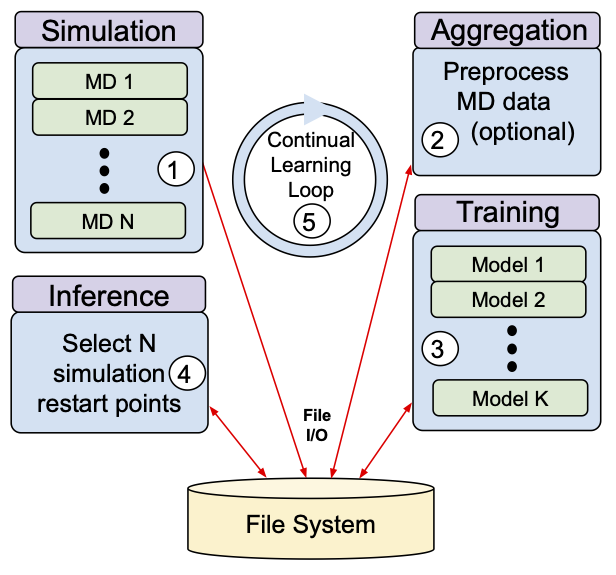 Simulation
MD 1
MD 2
1
MD N
Continual
Learning
Loop
5
Aggregation
Preprocess
MD data
(optional)
2
Training
Model 1
Model 2
3
Model K
Inference
Select N
simulation
restart points
4
File
I/O
File System